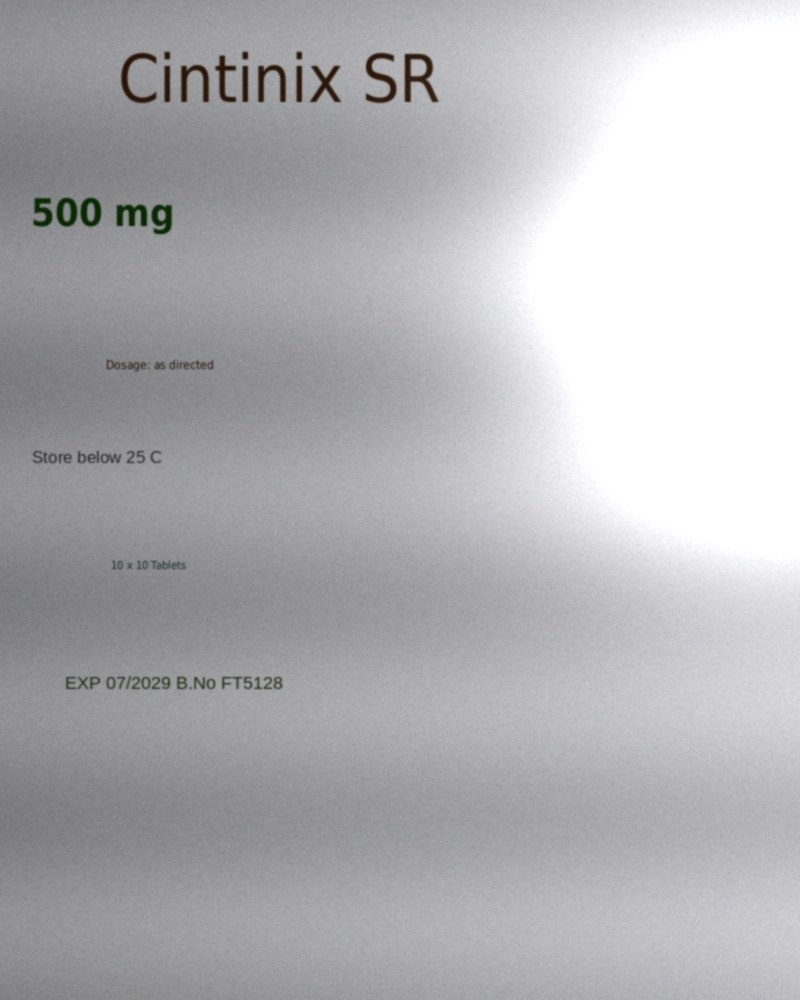 Cintinix SR
500 mg
Dosage: as directed
Store below 25 C
10 x 10 Tablets
EXP 07/2029 B.No FT5128